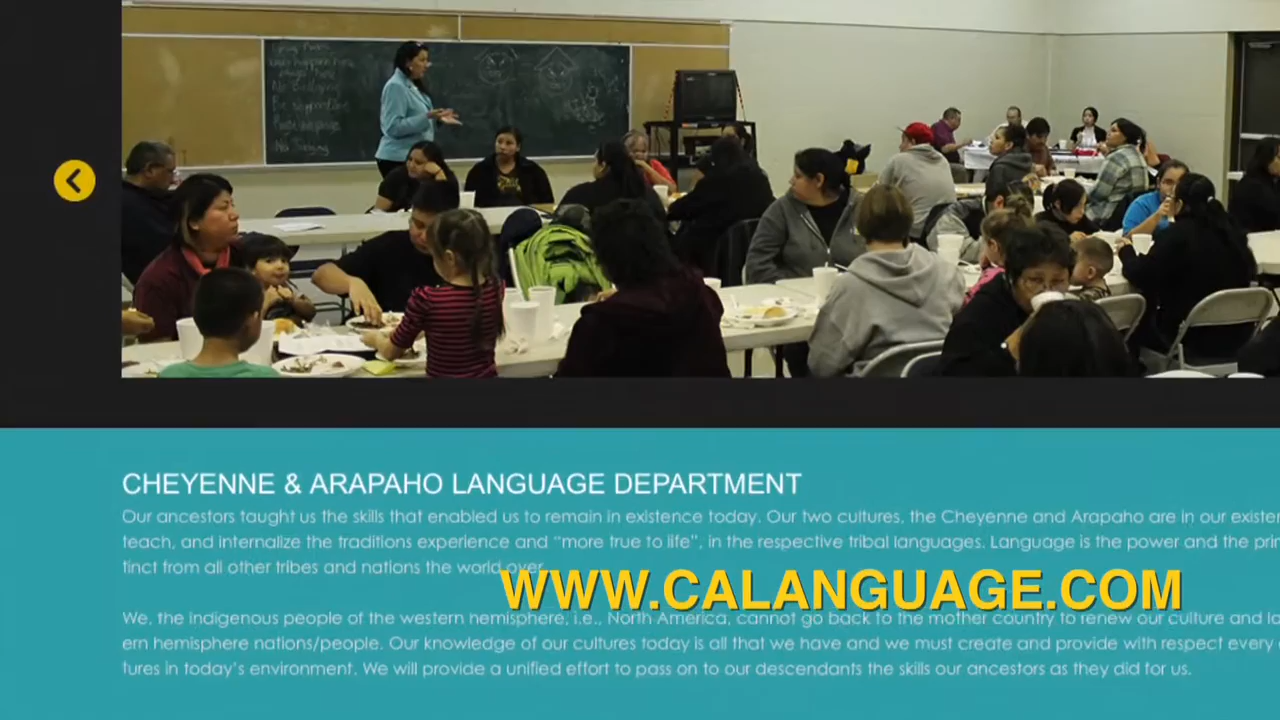 No
No
CHEYENNE & ARAPAHO LANGUAGE DEPARTMENT
Our ancestors taught us the skills that enabled us to remain in existence today. Our two cultures, the Cheyenne and Arapaho are in our existen
teach, and internalize the traditions experience and “more true to life”, in the respective tribal languages. Language is the power and the prin
tinct from all other tribes and nations the world over.
WWW.CALANGUAGE.COM
We, the indigenous people of the western hemisphere, i.e., North America, cannot go back to the mother country to renew our culture and la
ern hemisphere nations/people. Our knowledge of our cultures today is all that we have and we must create and provide with respect every
tures in today’s environment. We will provide a unified effort to pass on to our descendants the skills our ancestors as they did for us.